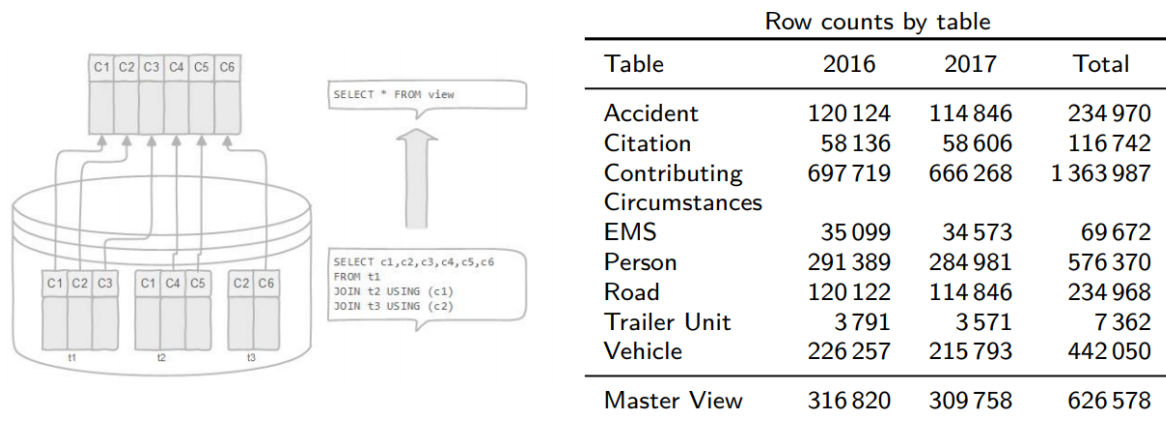 C1 C2 C3 C4 C5 C6
SELECT * FROM view
SELECT c1,c2,c3,c4,c5,c6
FROM t1
JOIN t2 USING (c1)
JOIN t3 USING (c2)
C1 C2 C3 C1 C4 C5 C2 C6
t1 t2 t3
Row counts by table
Table 2016 2017 Total
Accident 120 124 114 846 234 970
Citation 58 136 58 606 116 742
Contributing 697 719 666 268 1 363 987
Circumstances
EMS 35 099 34 573 69 672
Person 291 389 284 981 576 370
Road 120 122 114 846 234 968
Trailer Unit 3 791 3 571 7 362
Vehicle 226 257 215 793 442 050
Master View 316 820 309 758 626 578